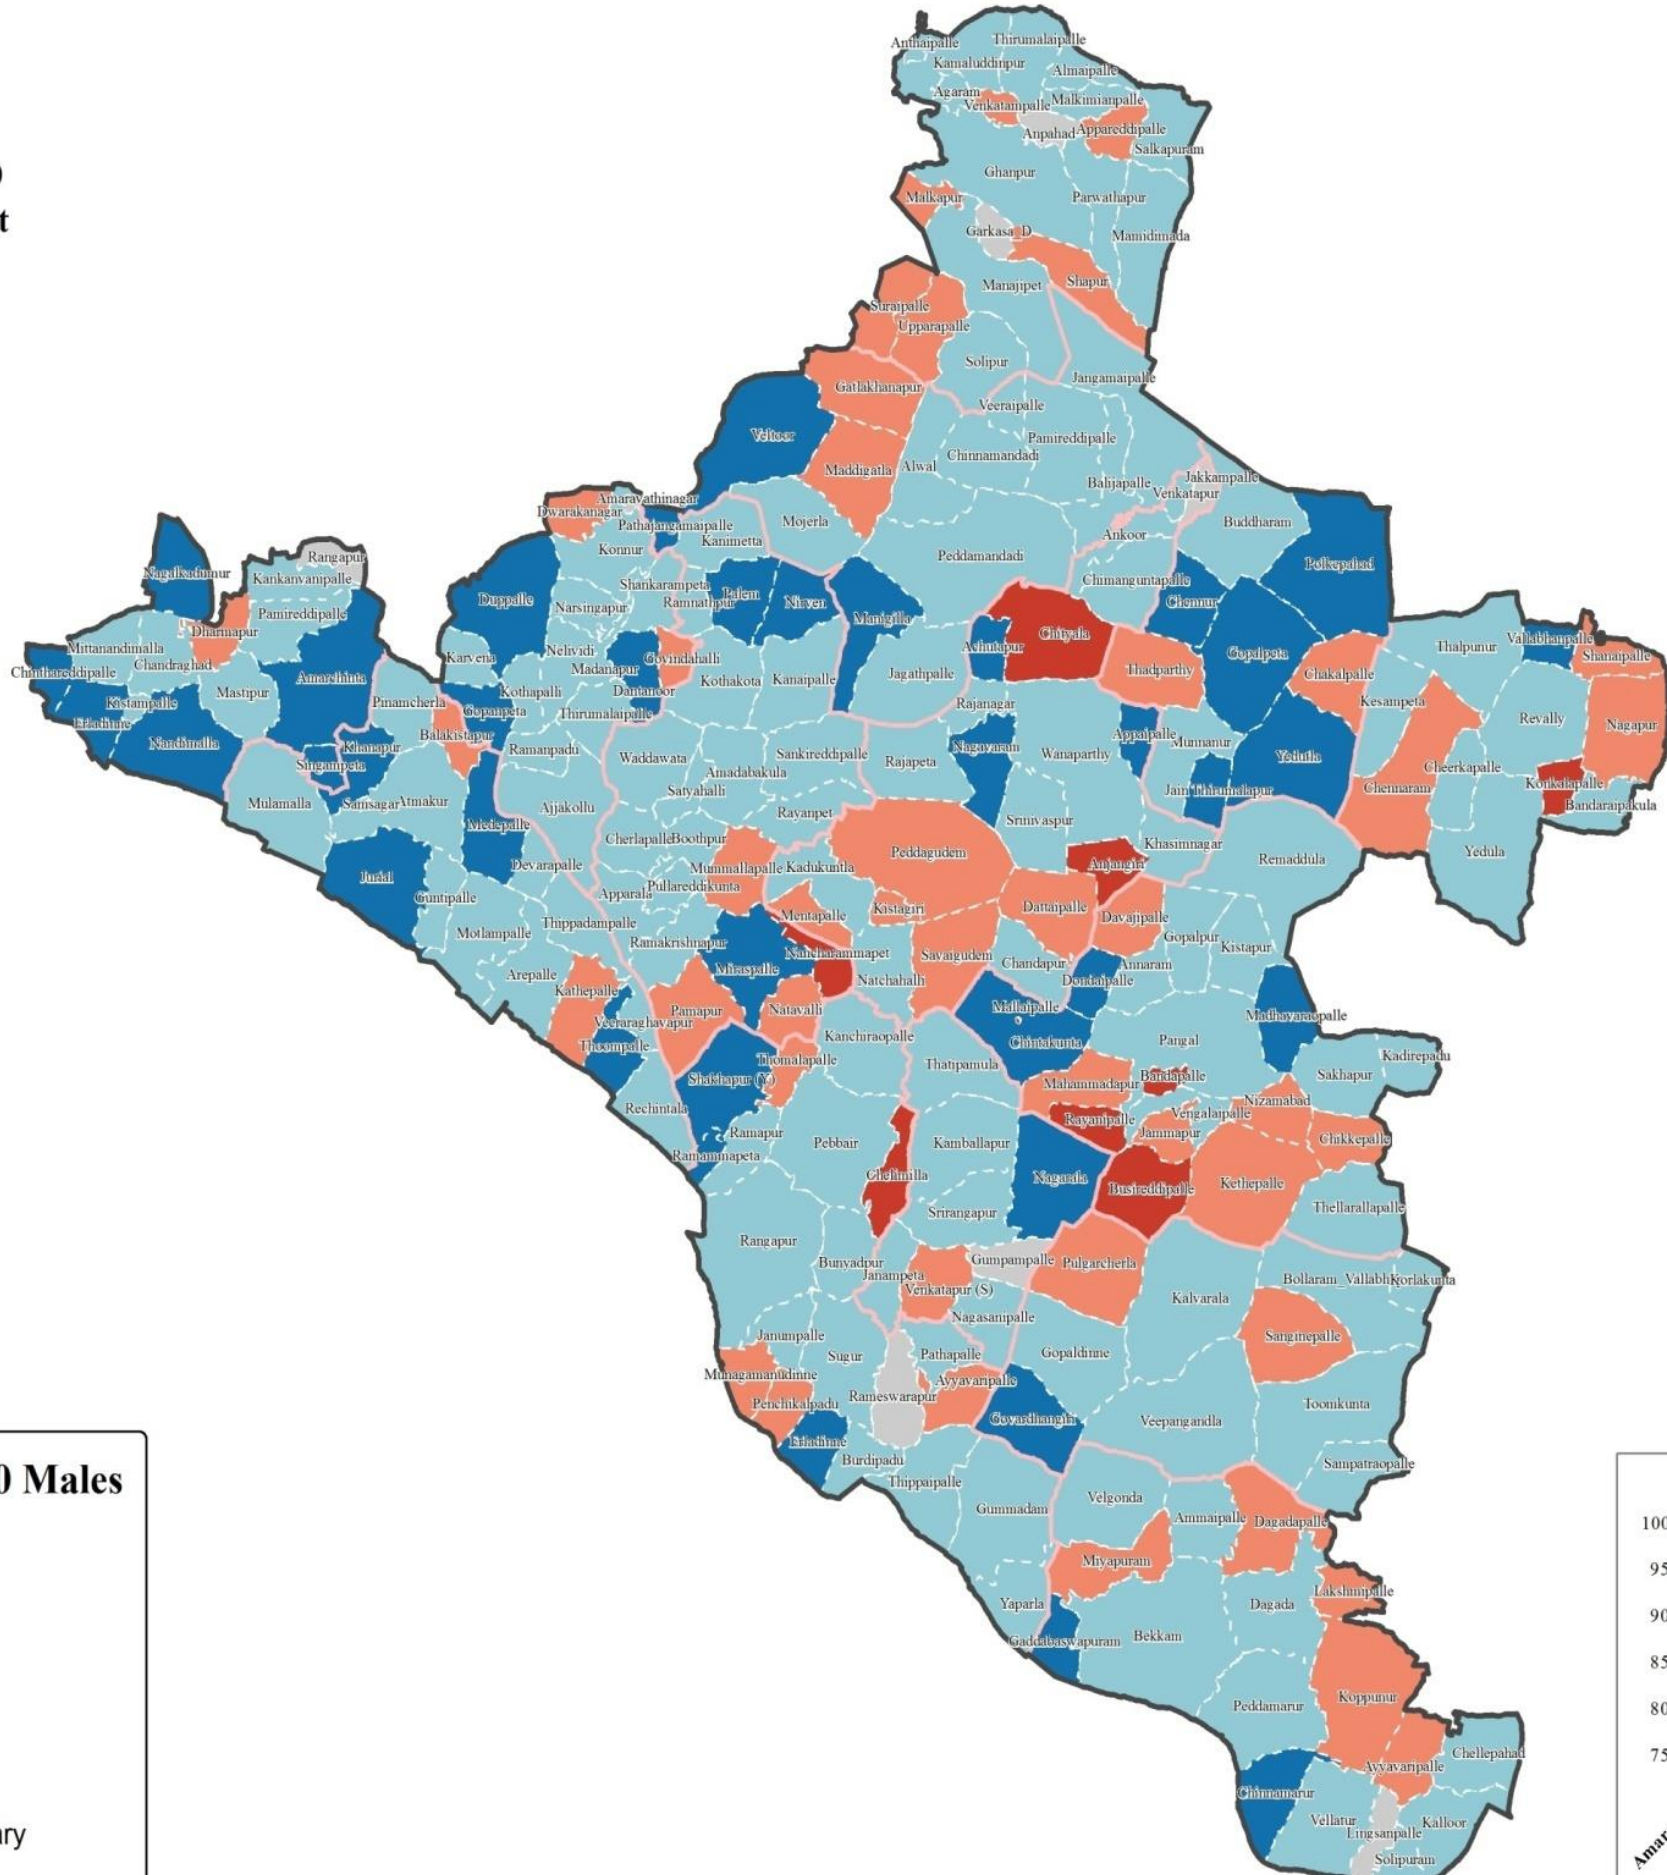 )
t
Anthaipalle
Thirumalaipalle
Kamaluddinpur
Almaipalle
Agaram
Venkatampalle
Malkimianpalle
Anpahad
Appareddipalle
Salkapuram
Ghanpur
Malkapur
Parwathapur
Garkasa_D
Mamidimada
Manajipet
Shapur
Suraipalle
Upparapalle
Solipur
Gatlakhanapur
Jangamaipalle
Veeraipalle
Veltoor
Pamireddipalle
Chinnamandadi
Maddigatla
Alwal
Balijapalle
Jakkampalle
Venkatapur
Amaravathinagar
Dwarakanagar
Pathajangamaipalle
Mojerla
Buddharam
Kanimetta
Ankoor
Konnur
Peddamandadi
Rangapur
Polkepahad
Nagalkadumur
Kankanvanipalle
Shankarampeta
Chimanguntapalle
Duppalle
Palem
Ramnathpur
Nirven
Chennur
Narsingapur
Pamireddipalle
Manigilla
Dharmapur
Chityala
Achutapur
Mittanandimalla
Nelividi
Govindahalli
Gopalpeta
Thalpunur
Vallabhanpalle
Karvena
Shanaipalle
Chandraghad
Madanapur
Thadparthy
Chinthareddipalle
Amarchinta
Kothakota
Kanaipalle
Jagathpalle
Chakalpalle
Mastipur
Kothapalli
Dantanoor
Kistampalle
Pinamcherla
Gopanpeta
Thirumalaipalle
Rajanagar
Kesampeta
Erladinne
Revally
Nagapur
Nandimalla
Khanapur
Balakistapur
Ramanpadu
Appaipalle
Munnanur
Nagavaram
Wanaparthy
Waddawata
Sankireddipalle
Rajapeta
Yedutla
Singampeta
Amadabakula
Cheerkapalle
Konkalapalle
Mulamalla
Samsagar
Atmakur
Ajjakollu
Satyahalli
Jain Thirumalapur
Chennaram
Bandaraipakula
Rayanpet
Srinivaspur
Medepalle
Cherlapalle
Boothpur
Khasimnagar
Peddagudem
Yedula
Remaddula
Devarapalle
Mummallapalle
Kadukuntla
Anjangiri
Jurial
Pullareddikunta
Guntipalle
Apparala
Kistagiri
Dattaipalle
Mentapalle
Davajipalle
Thippadampalle
Motlampalle
Gopalpur
Ramakrishnapur
Kistapur
Nancharammapet
Savaigudem
Chandapur
Miraspalle
Annaram
Arepalle
Natchahalli
Dondaipalle
Kathepalle
Pamapur
Natavalli
Mallaipalle
Madhavaraopalle
Veeraraghavapur
Kanchiraopalle
Chintakunta
Pangal
Thoompalle
Thomalapalle
Thatipamula
Kadirepadu
Shakhapur (Y)
Bandapalle
Sakhapur
Mahammadapur
Nizamabad
Rechintala
Rayanipalle
Vengalaipalle
Ramapur
Jammapur
Chikkepalle
Pebbair
Kamballapur
Ramammapeta
Chelimilla
Nagarala
Busireddipalle
Kethepalle
Thellarallapalle
Srirangapur
Rangapur
Bunyadpur
Gumpampalle
Pulgarcherla
Janampeta
Bollaram_Vallabh
Korlakunta
Venkatapur (S)
Kalvarala
Nagasanipalle
Janumpalle
Sanginepalle
Sugur
Pathapalle
Gopaldinne
Munagamanudinne
Ayyavaripalle
Rameswarapur
Penchikalpadu
Toomkunta
Govardhangiri
Veepangandla
Erladinne
Burdipadu
Sampatraopalle
Thippaipalle
0 Males
Velgonda
Gummadam
Ammaipalle
Dagadapalle
100
Miyapuram
95
Lakshmipalle
Yaparla
Dagada
90
Gaddabaswapuram
Bekkam
85
Koppunur
Peddamarur
80
Chellepahad
75
Ayyavaripalle
Chinnamarur
Vellatur
Kalloor
Lingsanpalle
ary
Solipuram
Amar